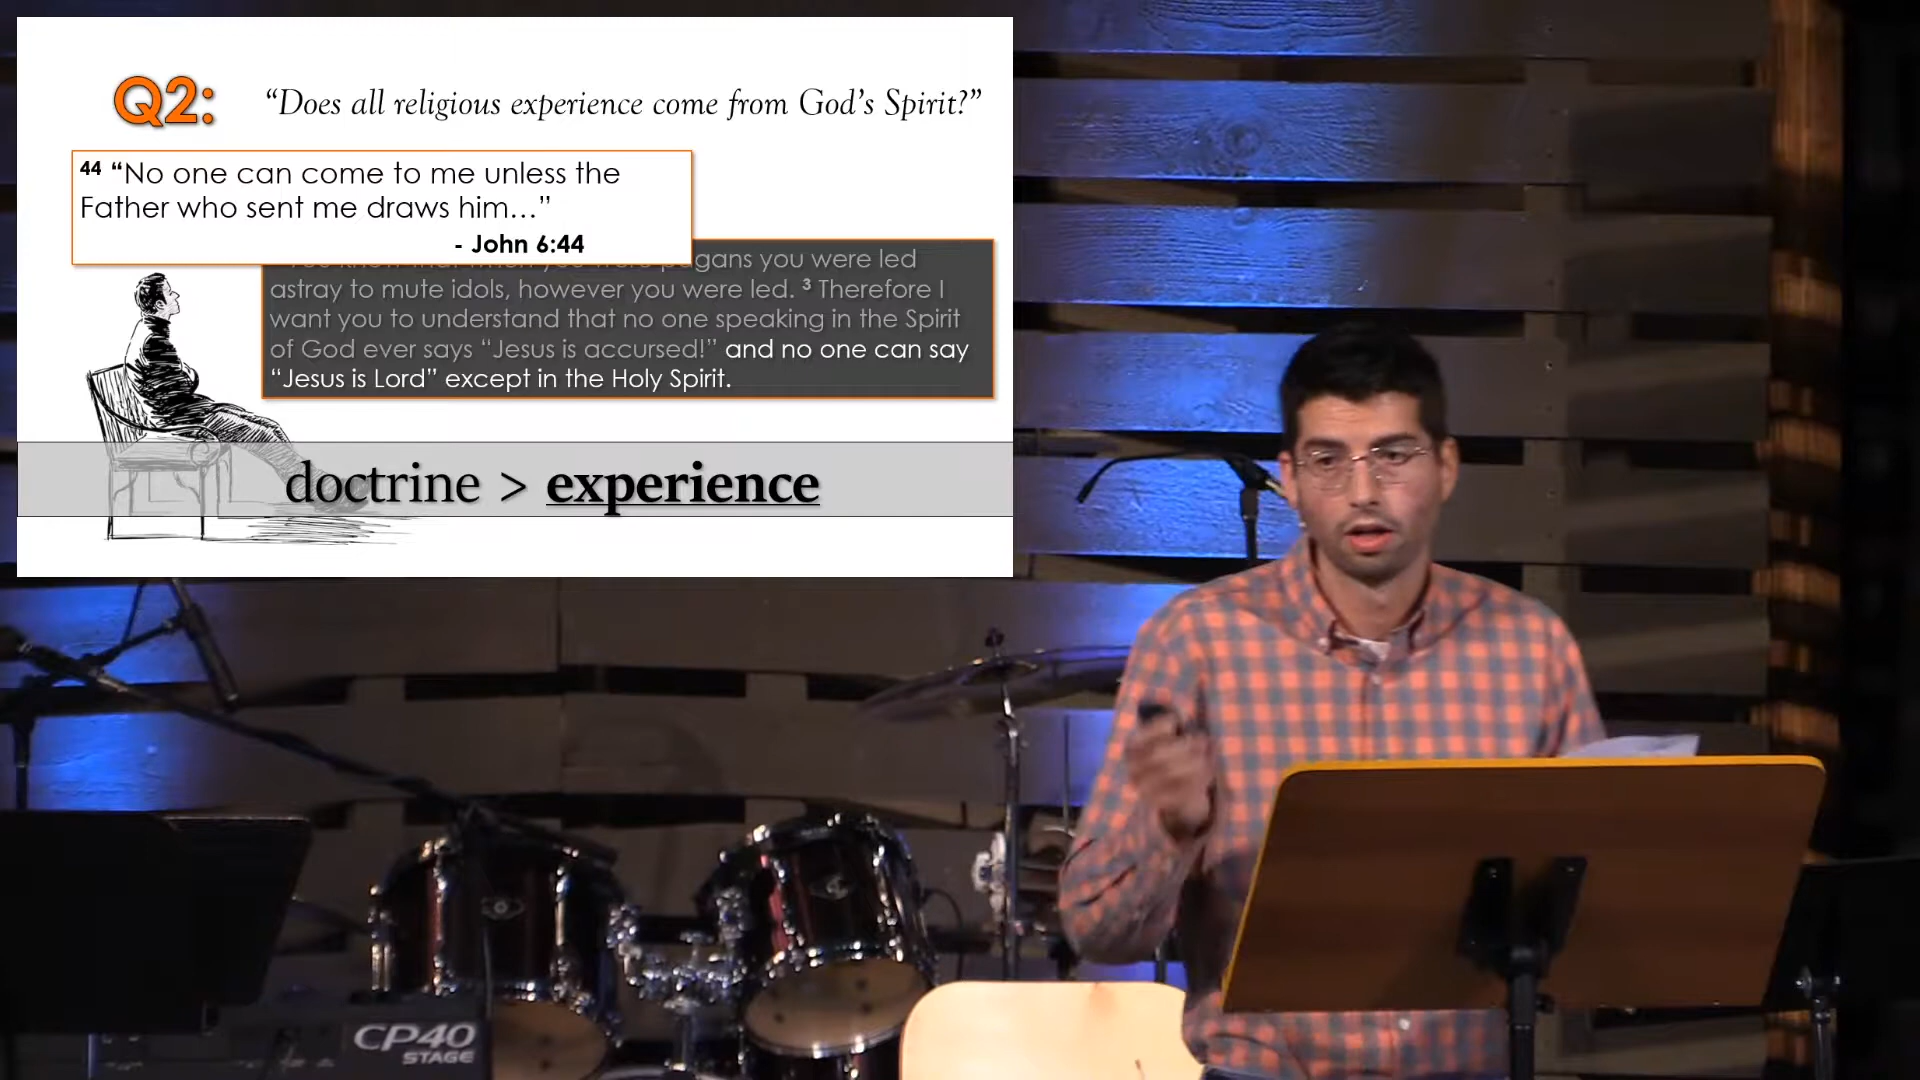 Q2: “Does all religious experience come from God’s Spirit?”
44 “No one can come to me unless the
Father who sent me draws him…”
- John 6:44
pagans you were led
astray to mute idols, however you were led. 3 Therefore I
want you to understand that no one speaking in the Spirit
of God ever says “Jesus is accursed!” and no one can say
“Jesus is Lord” except in the Holy Spirit.
doctrine > experience
CP40
STAGE